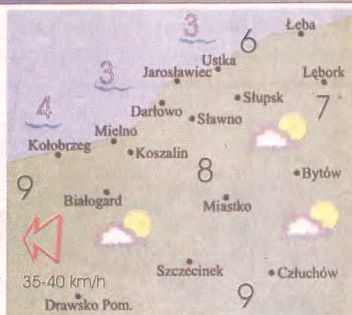 Łeba
3
6
Ustka
Jarosławiec
Lębork
3
Słupsk
7
Darłowo
Sławno
4
Mielno
Kołobrzeg
Koszalin
9
8
Bytów
Białogard
Miastko
35-40 km/h
Szczecinek
Człuchów
9
Drawsko Pom.